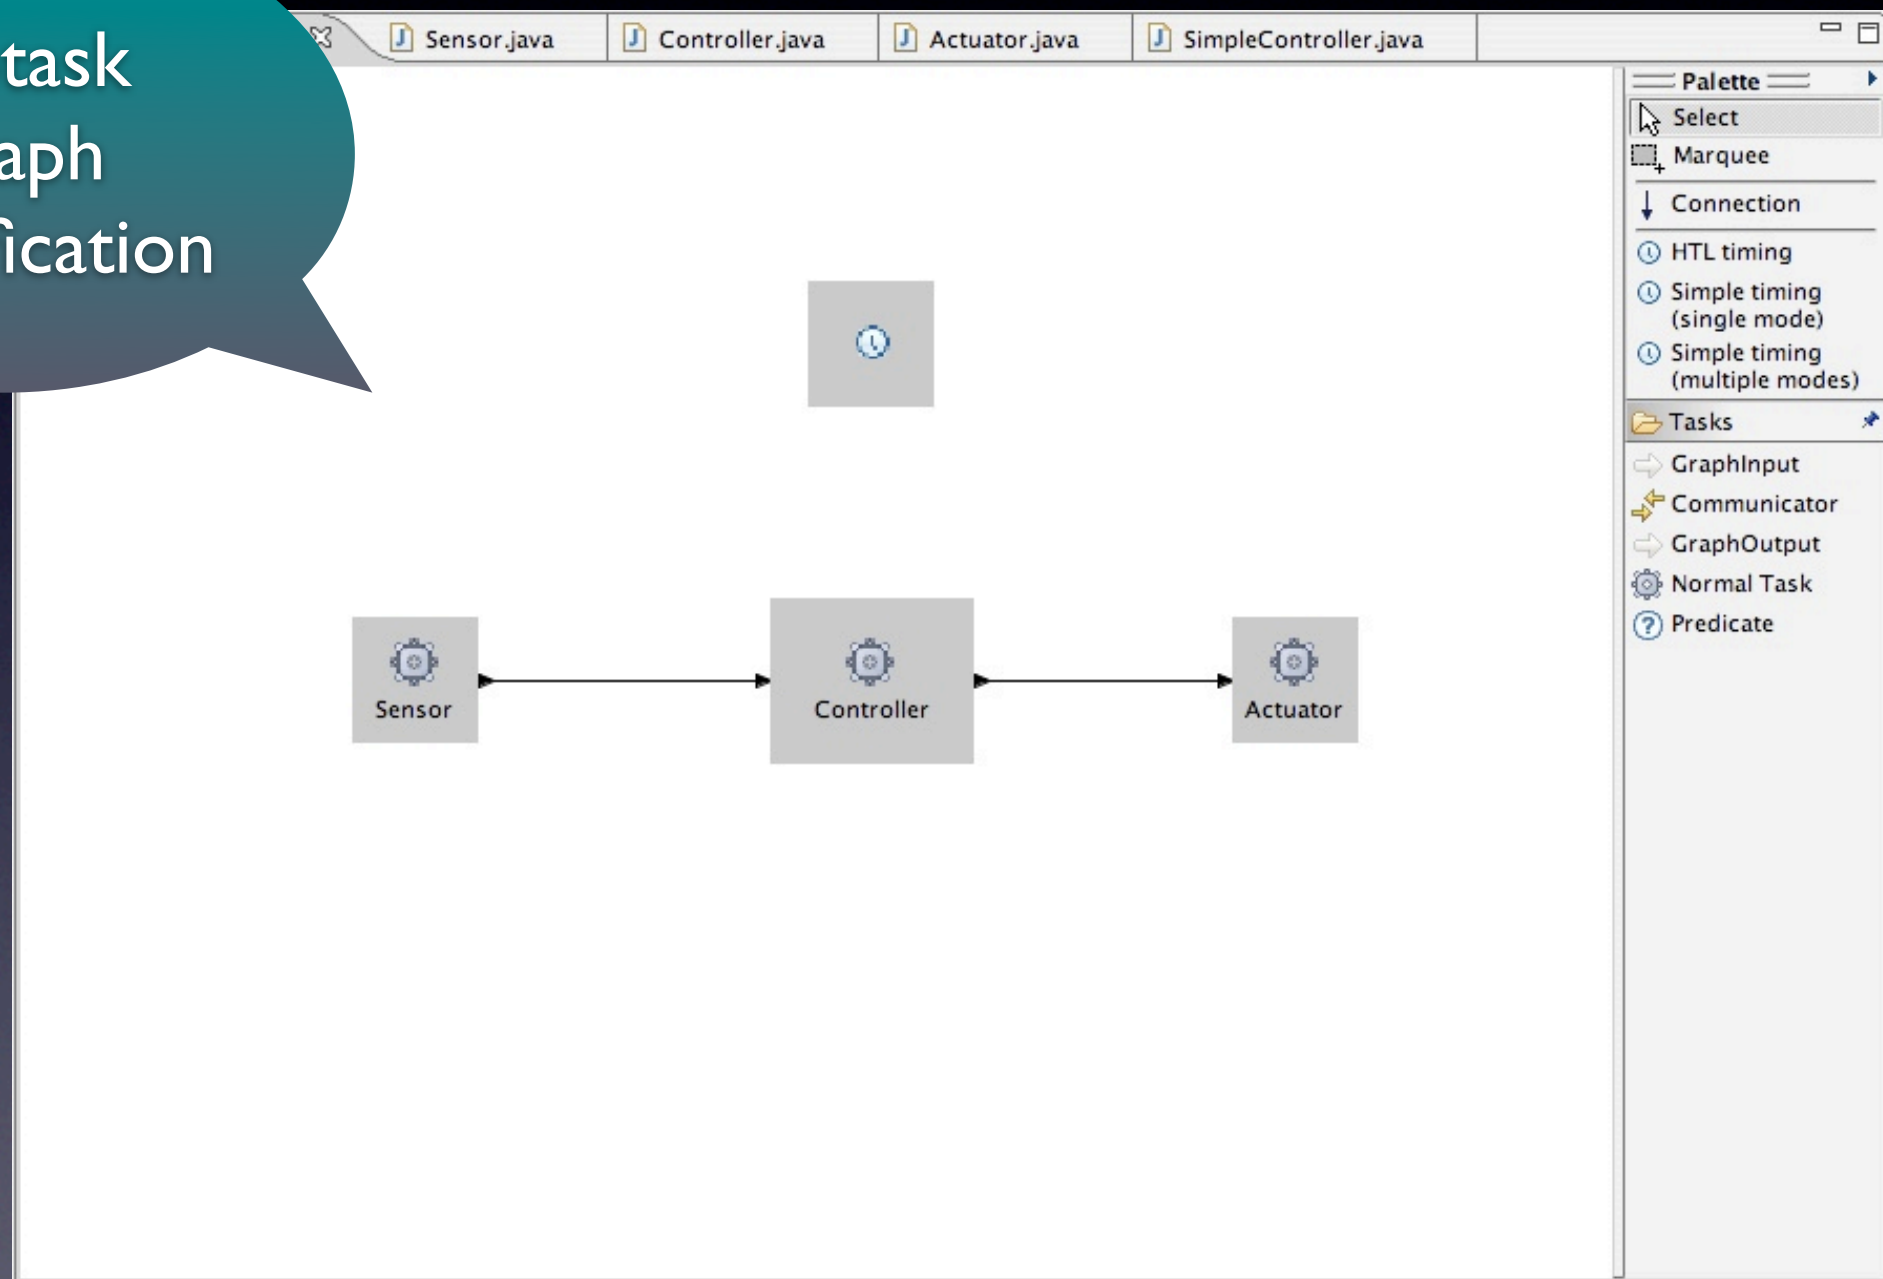 task
aph
fication
Sensor.java
Controller.java
Actuator.java
SimpleController.java
Palette
Select
Marquee
Connection
HTL timing
Simple timing
(single mode)
Simple timing
(multiple modes)
Tasks
GraphInput
Communicator
GraphOutput
Normal Task
Predicate
Sensor
Controller
Actuator